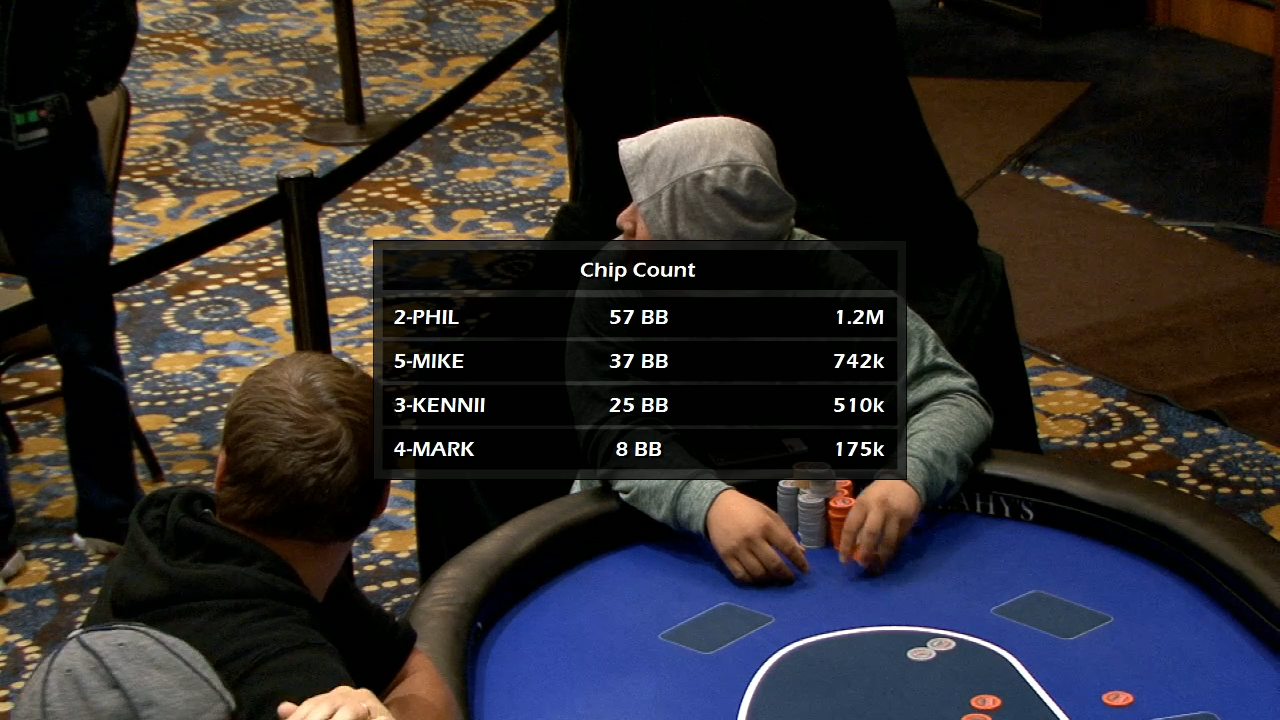 Chip Count
2-PHIL 57 BB 1.2M
5-MIKE 37 BB 742k
3-KENNII 25 BB 510k
4-MARK 8 BB 175k